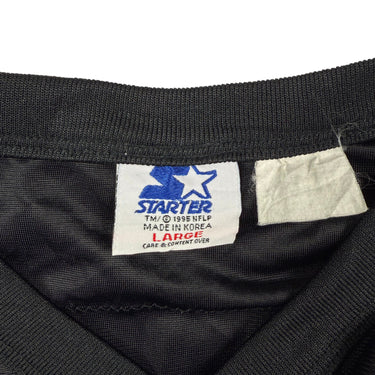 STARTER
TM/© 1995 NFLP
MADE IN KOREA
LARGE
CARE & CONTENT OVER